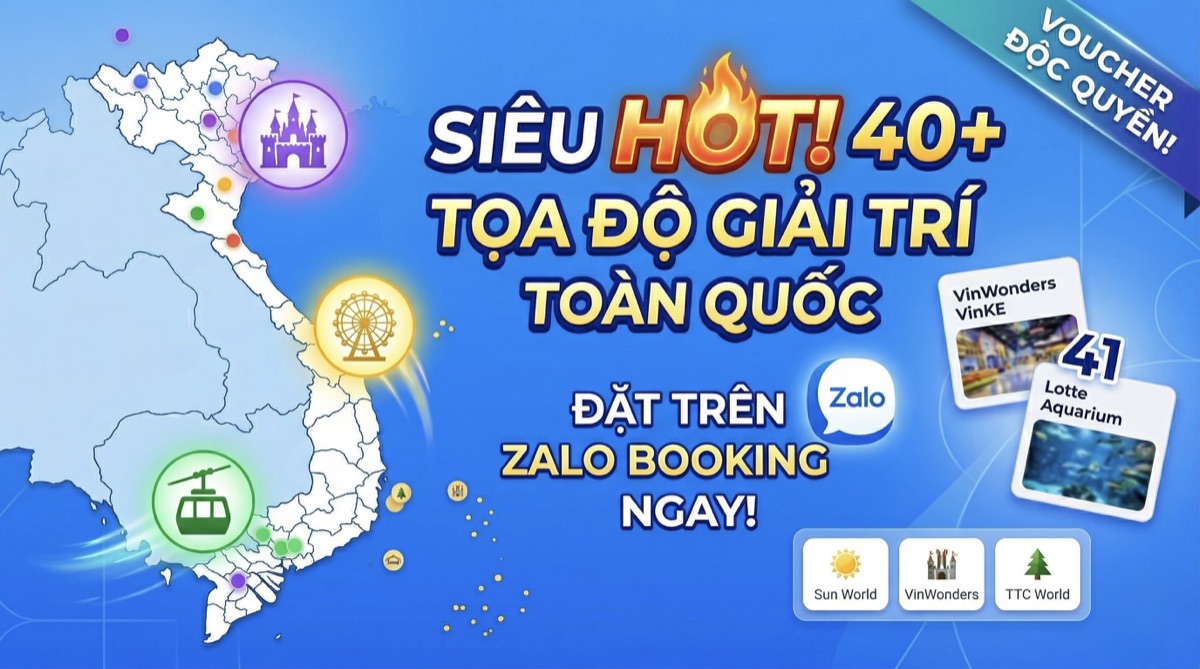 VOUCHER
ĐỘC QUYỀN!
SIÊU HOT! 40+
TỌA ĐỘ GIẢI TRÍ
TOÀN QUỐC
ĐẶT TRÊN
ZALO BOOKING
NGAY!
Zalo
VinWonders
VinKE
41
Lotte
Aquarium
Sun World
VinWonders
TTC World